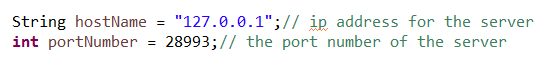 String hostName = "127.0.0.1";// ip address for the server
int portNumber = 28993;// the port number of the server